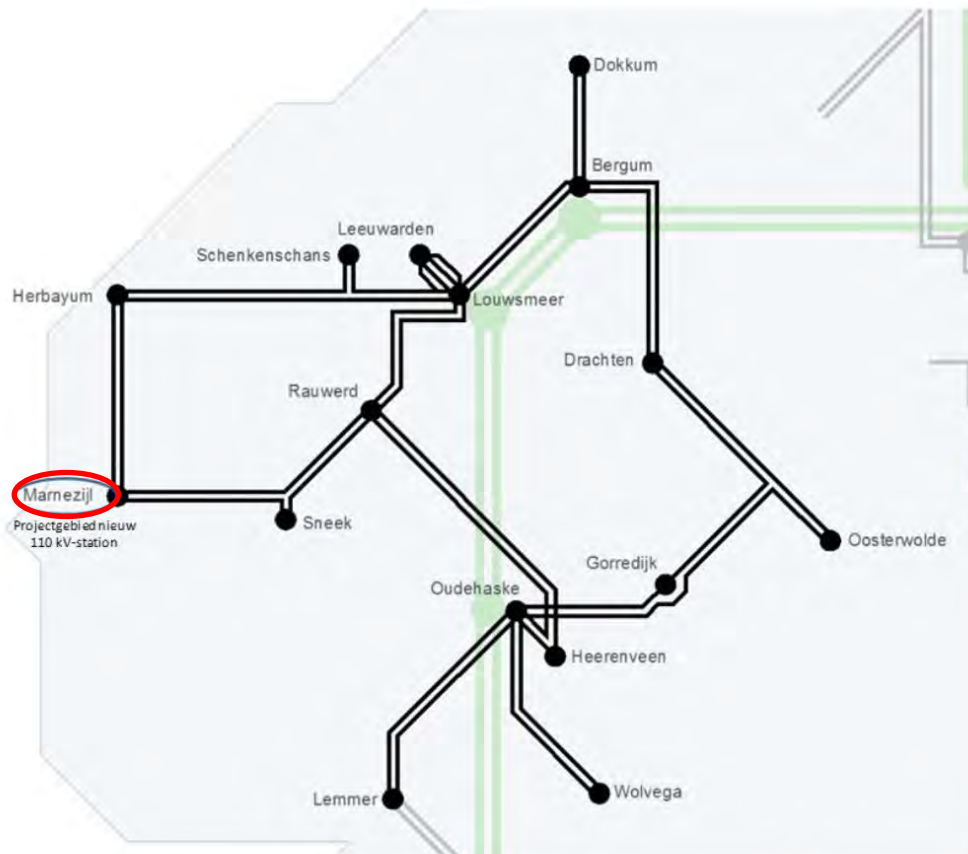 Dokkum
Bergum
Leeuwarden
Schenkenschans
Herbayum
Louwsmeer
Drachten
Rauwerd
Marnezijl
Projectgebied nieuw
110 kV-station
Sneek
Oosterwolde
Gorredijk
Oudehaske
Heerenveen
Wolvega
Lemmer